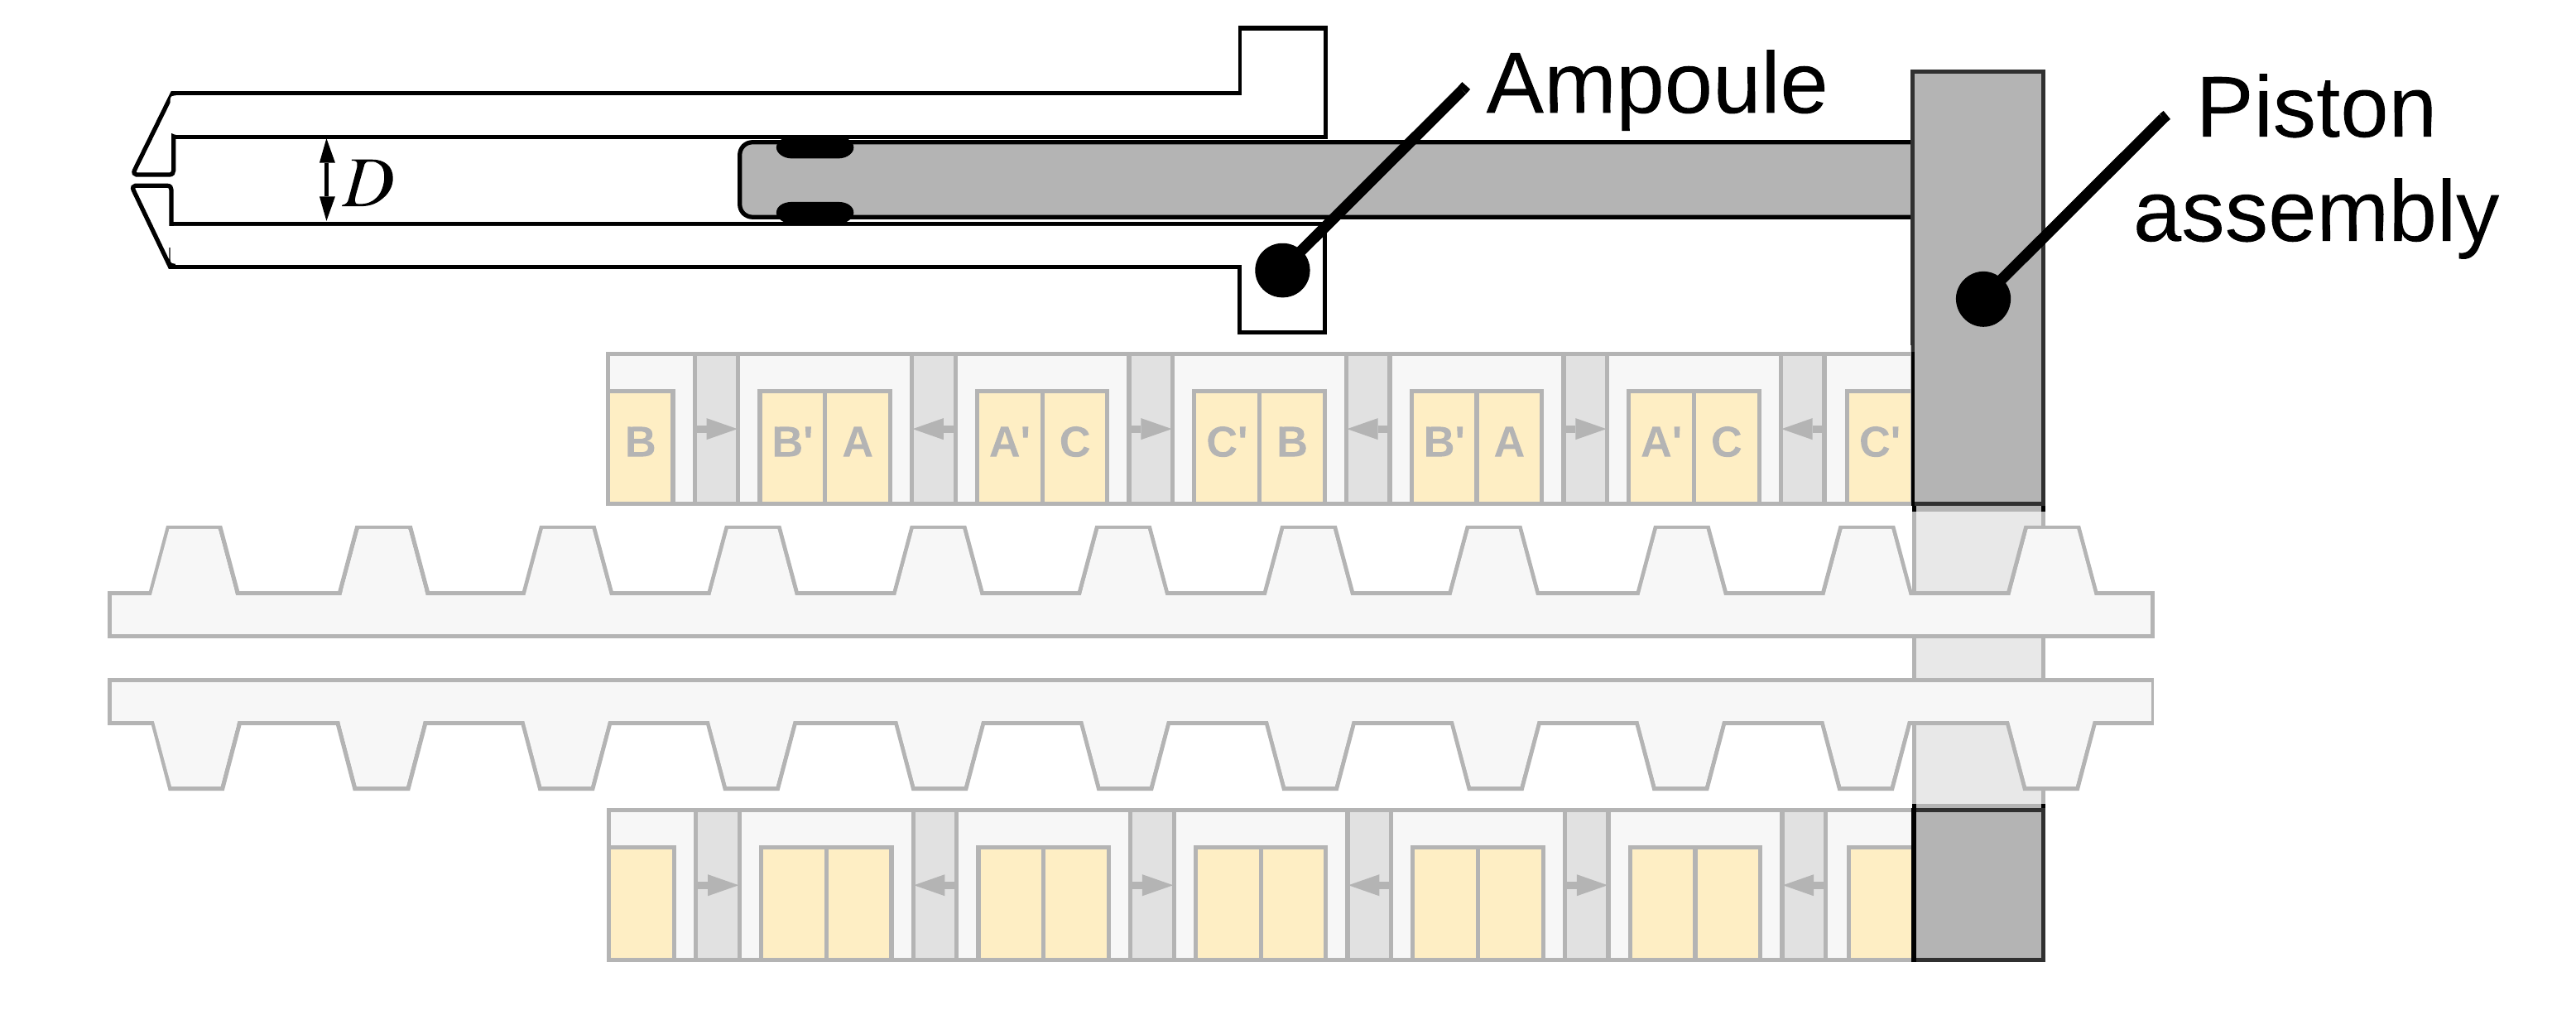 Ampoule
Piston
assembly
D
B B' A A' C C' B B' A A' C C'